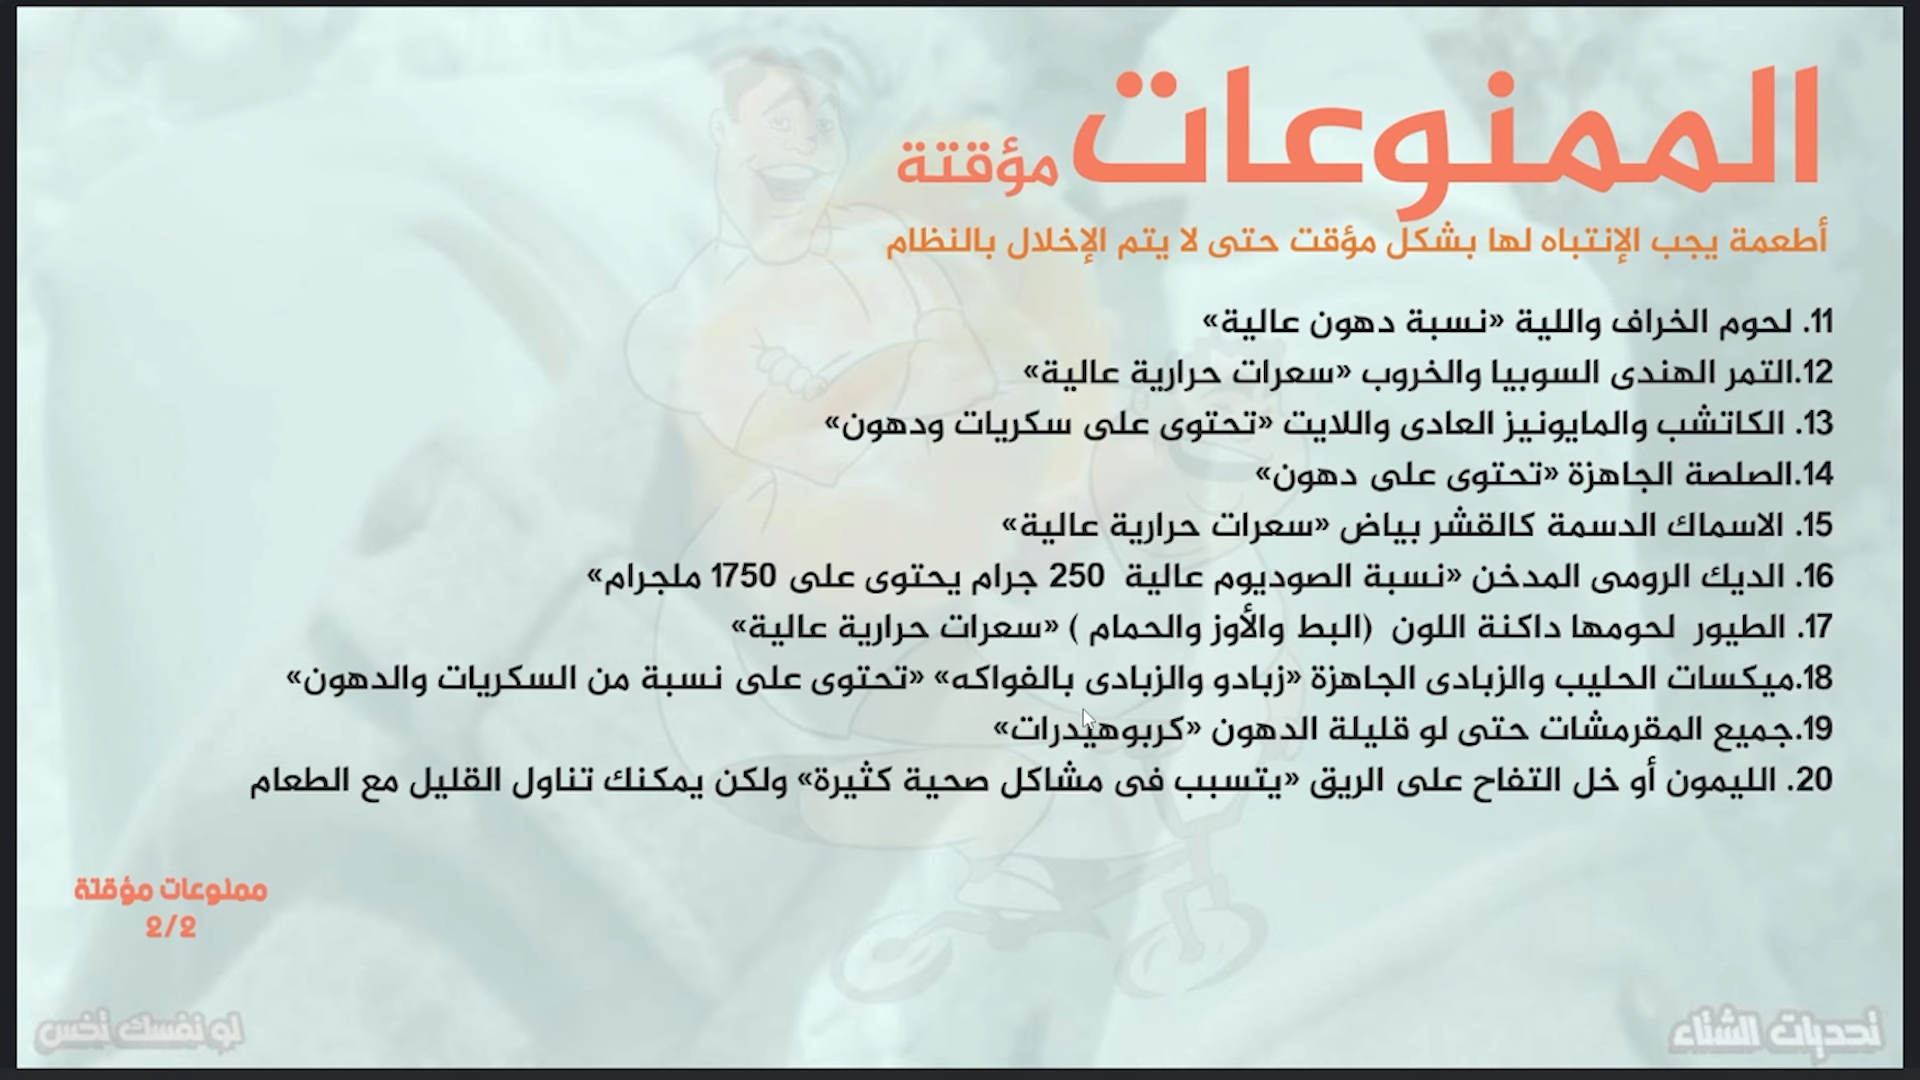 الممنوعات مؤقتة
أطعمة يجب الإنتباه لها بشكل مؤقت حتى لا يتم الإخلال بالنظام
11. لحوم الخراف واللية «نسبة دهون عالية»
12.التمر الهندى السوبيا والخروب «سعرات حرارية عالية»
13. الكاتشب والمايونيز العادى واللايت «تحتوى على سكريات ودهون»
14.الصلصة الجاهزة «تحتوى على دهون»
15. الاسماك الدسمة كالقشر بياض «سعرات حرارية عالية»
16. الديك الرومى المدخن «نسبة الصوديوم عالية 250 جرام يحتوى على 1750 ملجرام»
17. الطيور لحومها داكنة اللون (البط والأوز والحمام ) «سعرات حرارية عالية»
18.ميكسات الحليب والزبادى الجاهزة «زبادو والزبادى بالفواكه» «تحتوى على نسبة من السكريات والدهون»
19.جميع المقرمشات حتى لو قليلة الدهون «كربوهيدرات»
20. الليمون أو خل التفاح على الريق «يتسبب فى مشاكل صحية كثيرة» ولكن يمكنك تناول القليل مع الطعام
ممنوعات مؤقتة
2/2
لو نفسك تخس
تحديات الشتاء